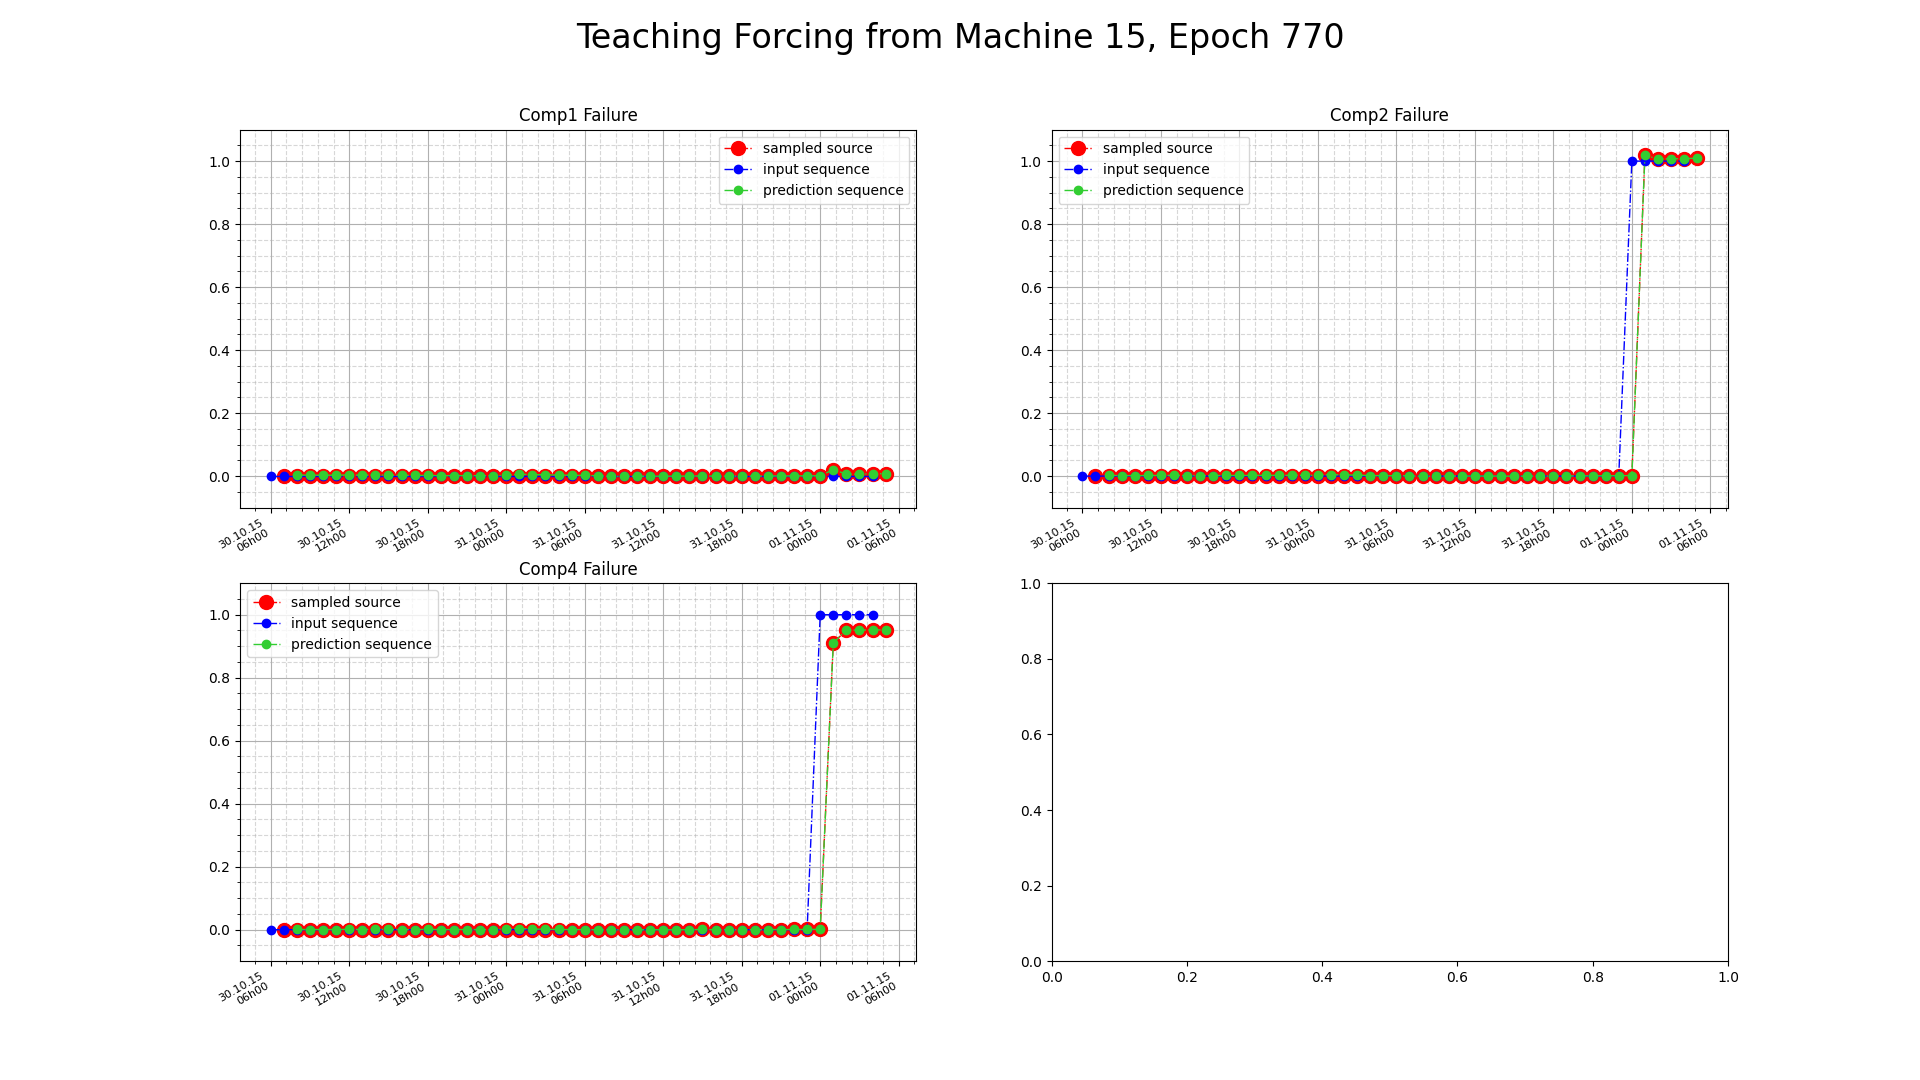 Teaching Forcing from Machine 15, Epoch 770
Comp1 Failure
1.0
0.8
0.6
0.4
0.2
0.0
sampled source
input sequence
prediction sequence
30.10.15 06h00
30.10.15 12h00
30.10.15 18h00
31.10.15 00h00
31.10.15 06h00
31.10.15 12h00
31.10.15 18h00
01.11.15 00h00
01.11.15 06h00
Comp2 Failure
1.0
0.8
0.6
0.4
0.2
0.0
sampled source
input sequence
prediction sequence
30.10.15 06h00
30.10.15 12h00
30.10.15 18h00
31.10.15 00h00
31.10.15 06h00
31.10.15 12h00
31.10.15 18h00
01.11.15 00h00
01.11.15 06h00
Comp4 Failure
1.0
0.8
0.6
0.4
0.2
0.0
sampled source
input sequence
prediction sequence
30.10.15 06h00
30.10.15 12h00
30.10.15 18h00
31.10.15 00h00
31.10.15 06h00
31.10.15 12h00
31.10.15 18h00
01.11.15 00h00
01.11.15 06h00
1.0
0.8
0.6
0.4
0.2
0.0
0.0 0.2 0.4 0.6 0.8 1.0